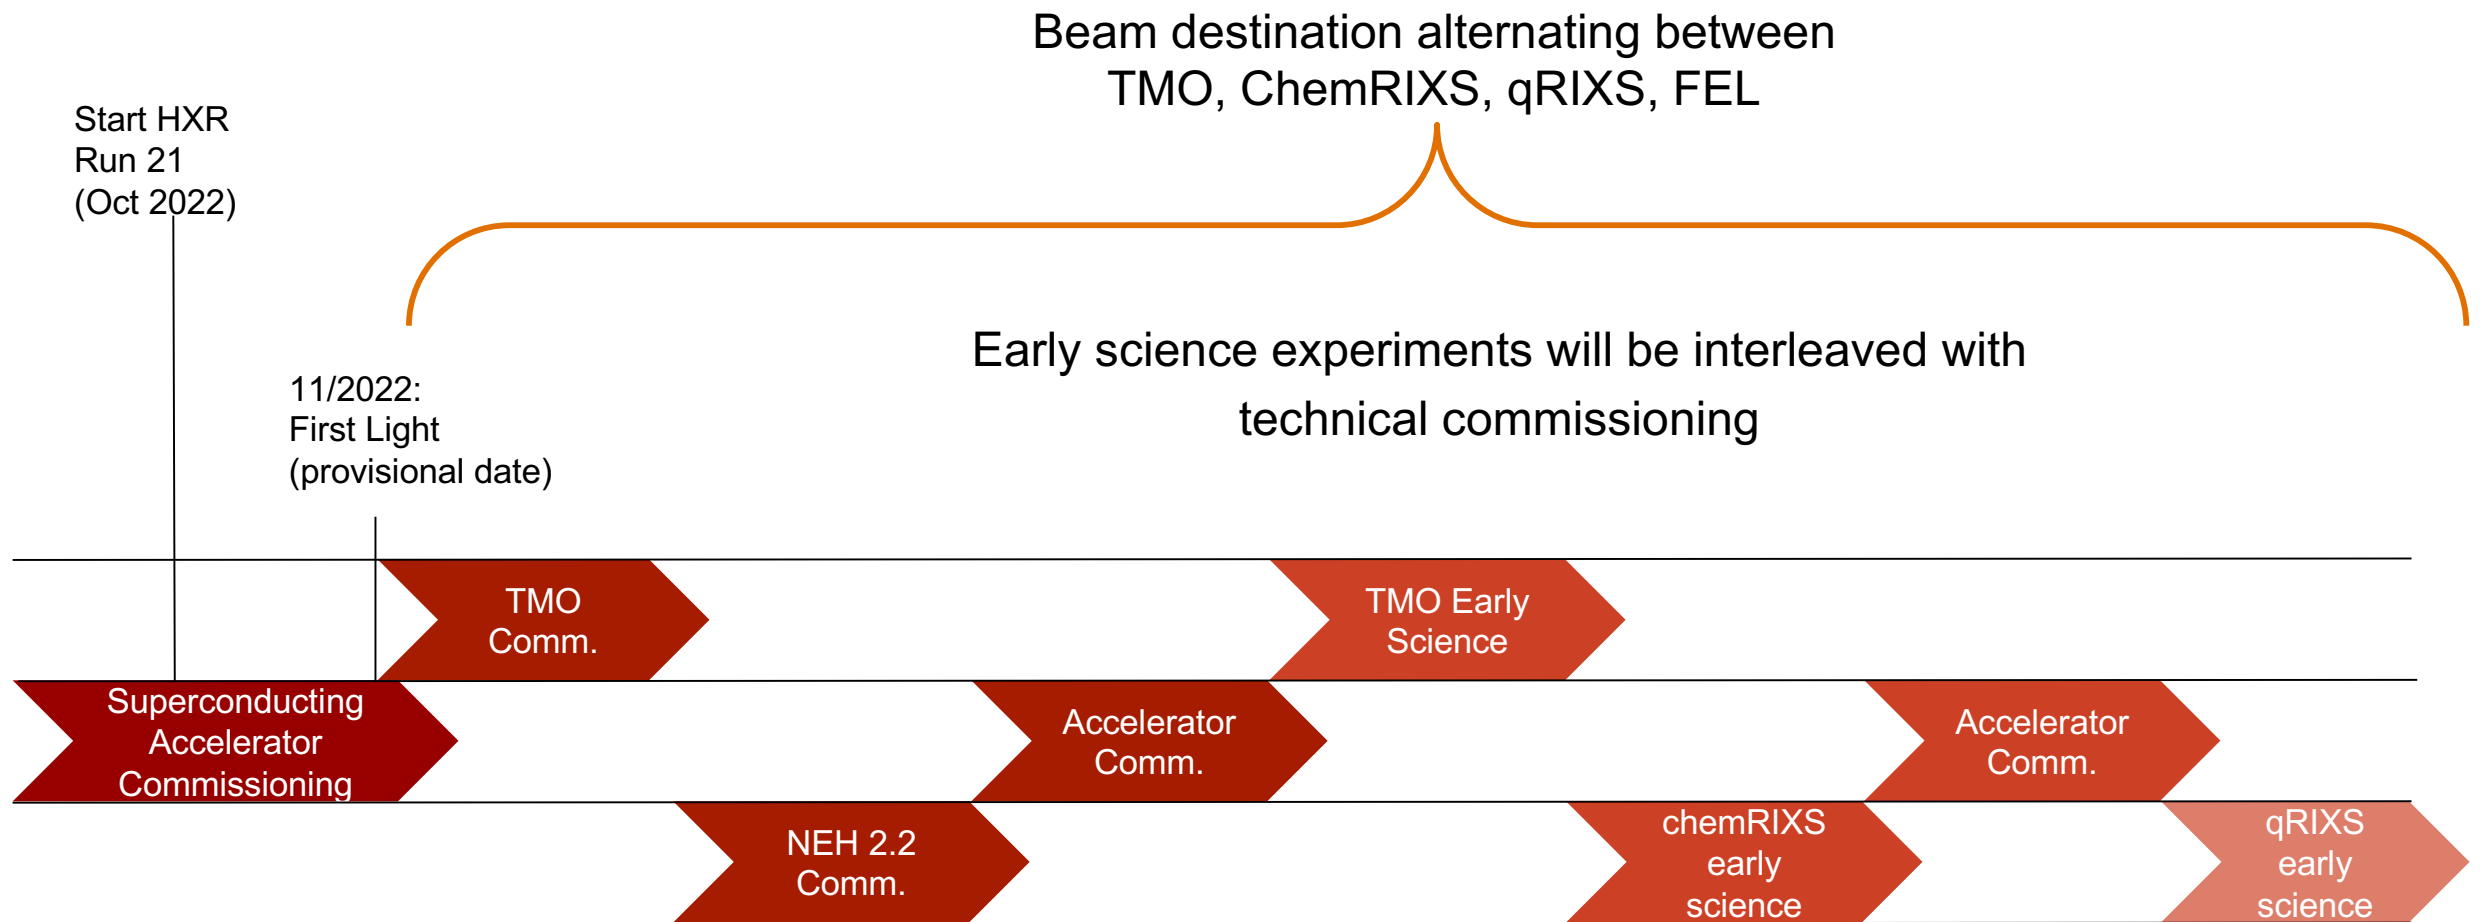 Beam destination alternating between
TMO, ChemRIXS, qRIXS, FEL
Start HXR
Run 21
(Oct 2022)
Early science experiments will be interleaved with
technical commissioning
11/2022:
First Light
(provisional date)
TMO
Comm.
TMO Early
Science
Superconducting
Accelerator
Commissioning
Accelerator
Comm.
Accelerator
Comm.
NEH 2.2
Comm.
chemRIXS
early
science
qRIXS
early
science